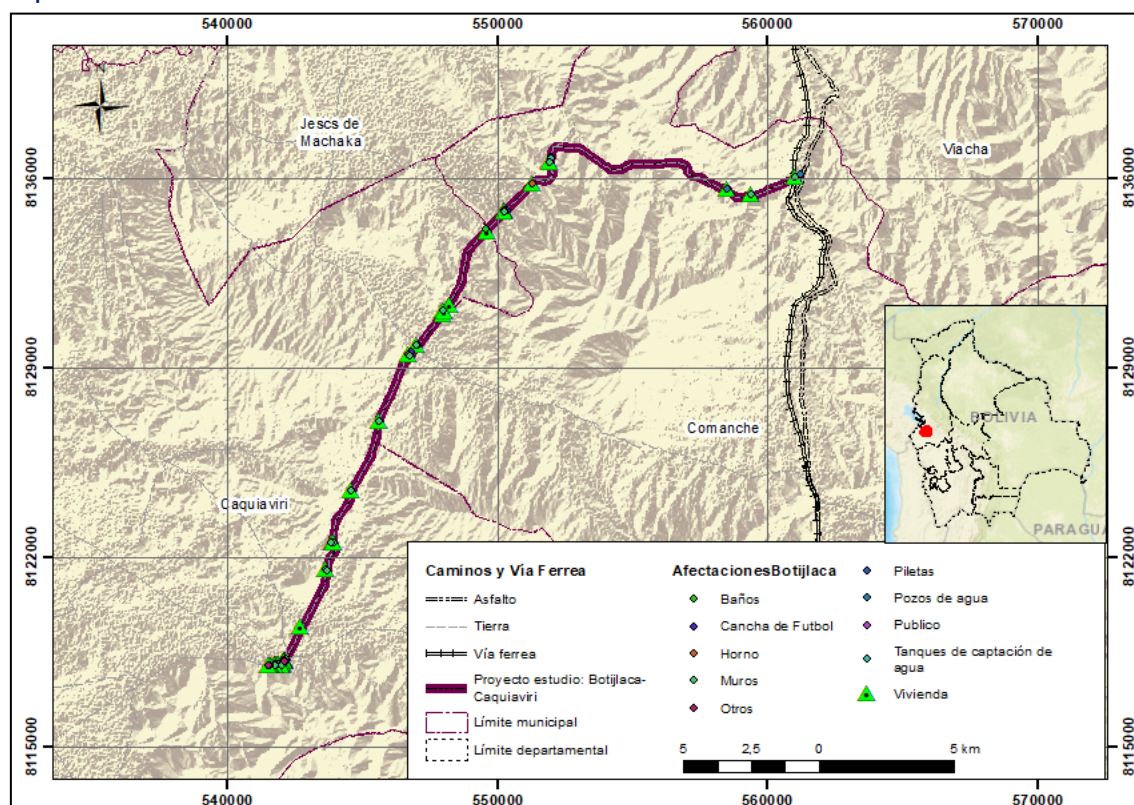 540000
550000
560000
570000
8136000
8136000
8129000
8129000
8122000
8122000
8115000
8115000
N
Jescs de
Machaka
Viacha
Comanche
Caquiaviri
BOLIVIA
PARAGUA
Caminos y Vía Ferrea
Asfalto
Tierra
Vía ferrea
Proyecto estudio: Botijlaca-
Caquiaviri
Límite municipal
Límite departamental
AfectacionesBotijlaca
Baños
Cancha de Futbol
Horno
Muros
Otros
Piletas
Pozos de agua
Publico
Tanques de captación de
agua
Vivienda
5 2,5 0 5 km
540000
550000
560000
570000